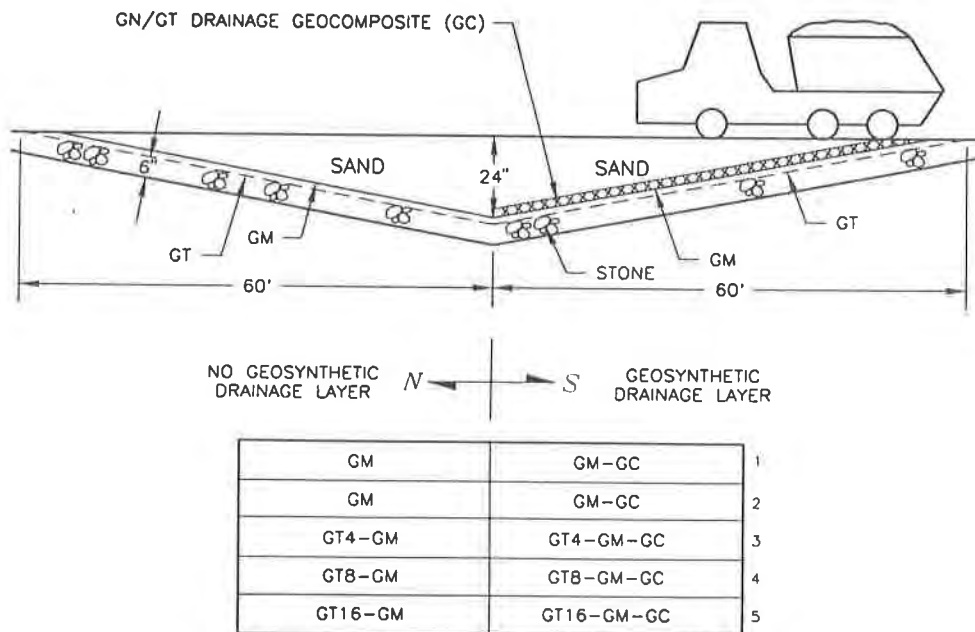 GN/GT DRAINAGE GEOCOMPOSITE (GC)
SAND
SAND
6"
24"
GT
GM
STONE
GM
GT
60'
60'
NO GEOSYNTHETIC
DRAINAGE LAYER
N
S
GEOSYNTHETIC
DRAINAGE LAYER
GM
GM-GC
1
GM
GM-GC
2
GT4-GM
GT4-GM-GC
3
GT8-GM
GT8-GM-GC
4
GT16-GM
GT16-GM-GC
5